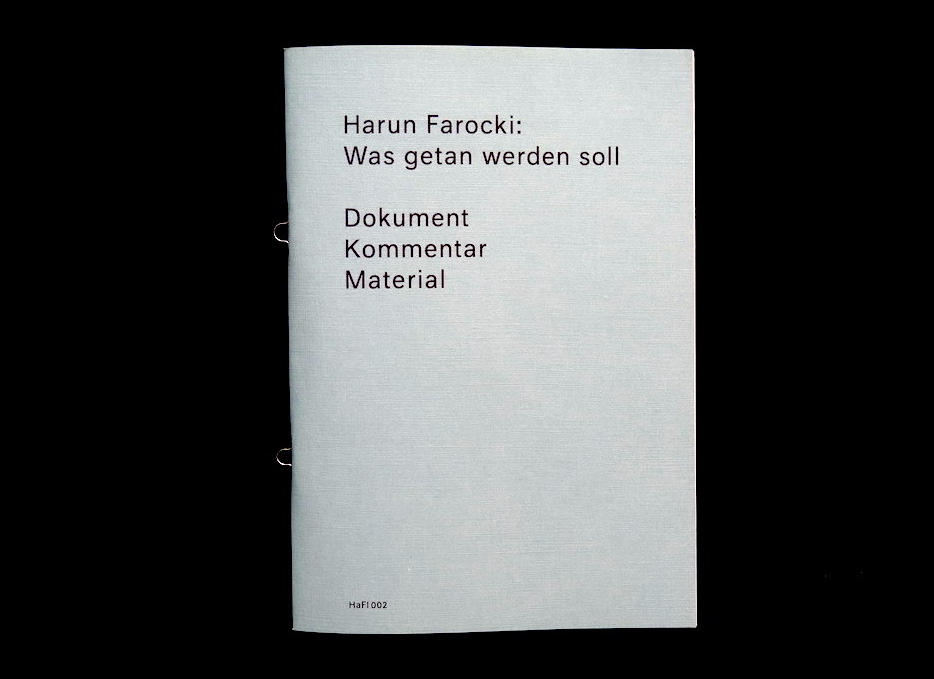 Harun Farocki:
Was getan werden soll
Dokument
Kommentar
Material
HaFI 002